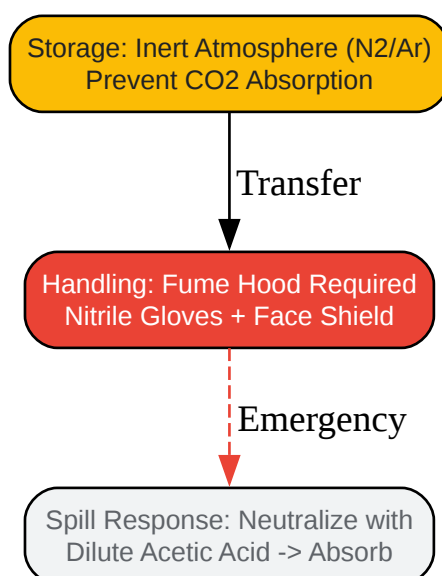 Storage: Inert Atmosphere (N2/Ar)
Prevent CO2 Absorption
Transfer
Handling: Fume Hood Required
Nitrile Gloves + Face Shield
Emergency
Spill Response: Neutralize with
Dilute Acetic Acid -> Absorb